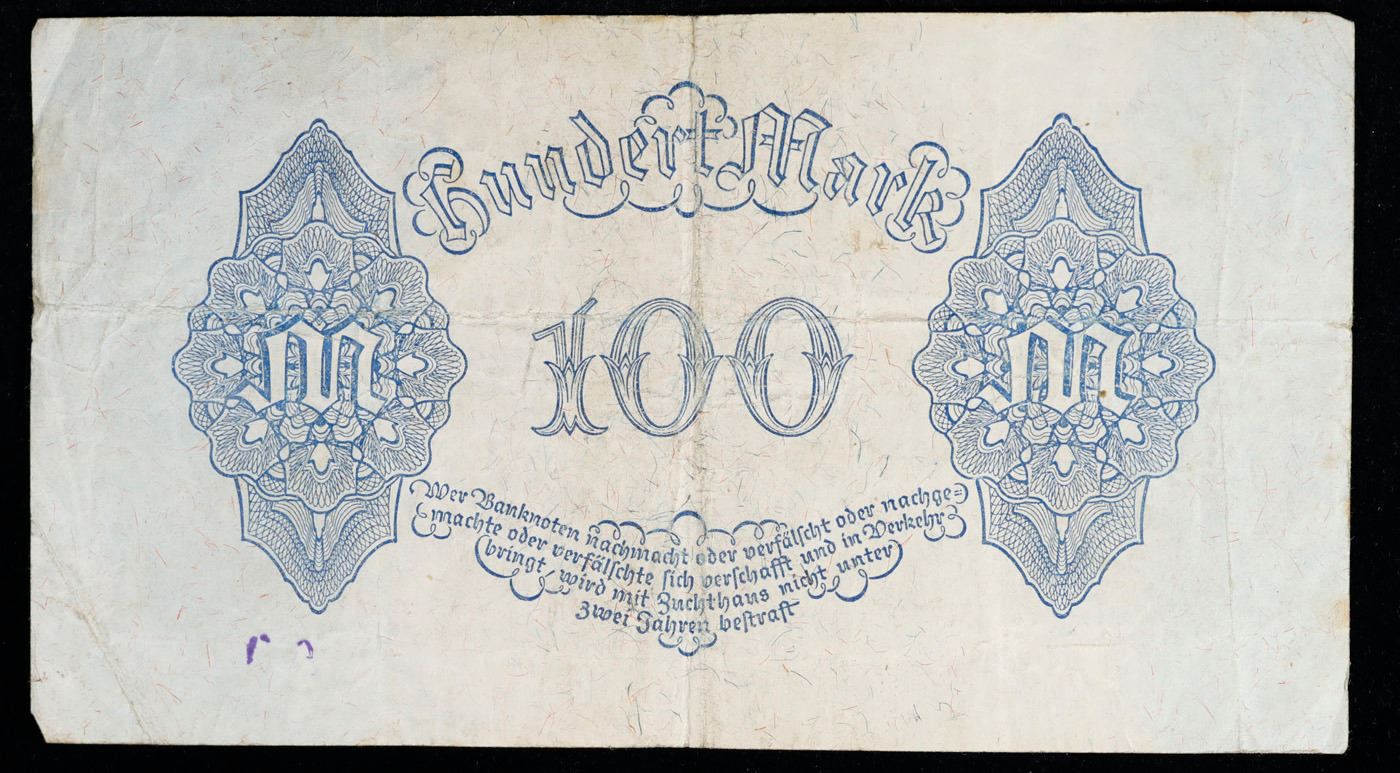 Hundert Mark
M
100
M
Wer Banknoten nachmacht oder verfälscht oder nachge=
machte oder verfälschte sich verschafft und in Verkehr
bringt, wird mit Zuchthaus nicht unter
Zwei Jahren bestraft